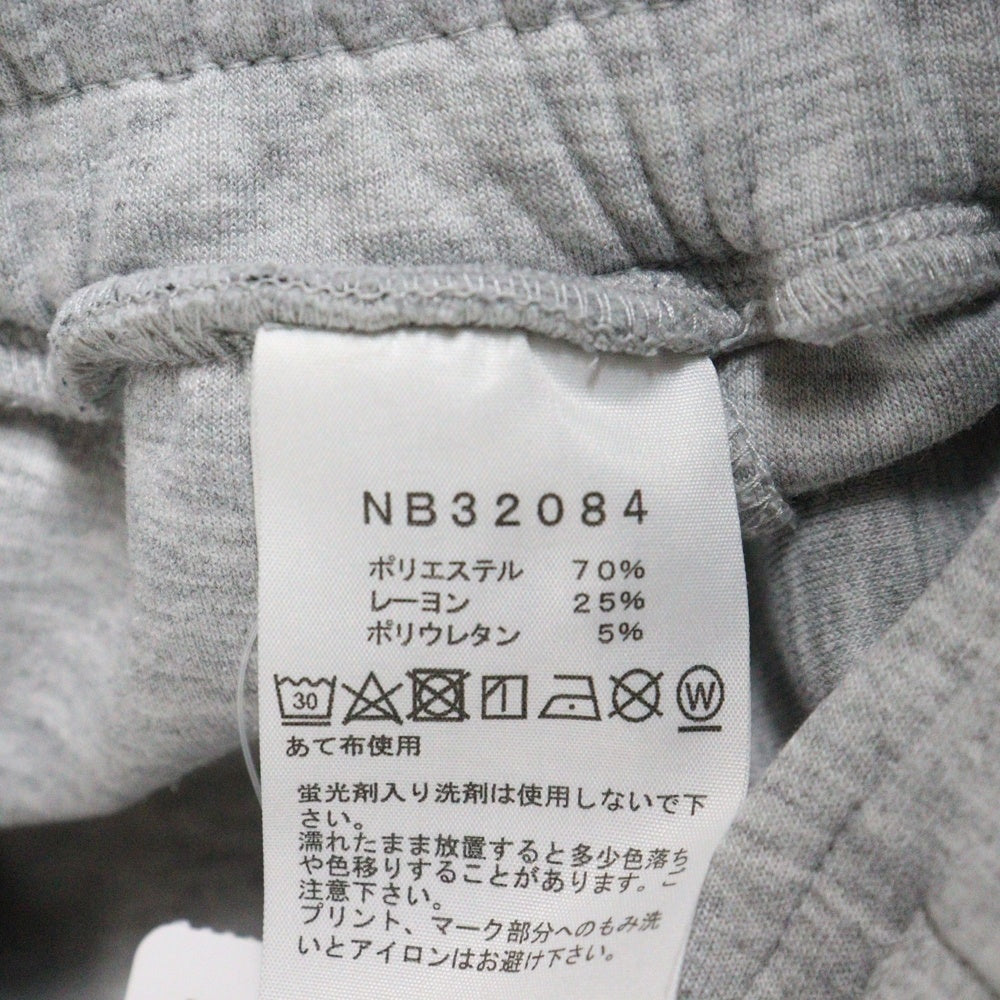 NB32084
ポリエステル 70%
レーヨン 25%
ポリウレタン 5%
30 W
あて布使用
蛍光剤入り洗剤は使用しないで下
さい。
濡れたまま放置すると多少色落ち
や色移りすることがあります。ご
注意下さい。
プリント、マーク部分へのもみ洗
いとアイロンはお避け下さい。